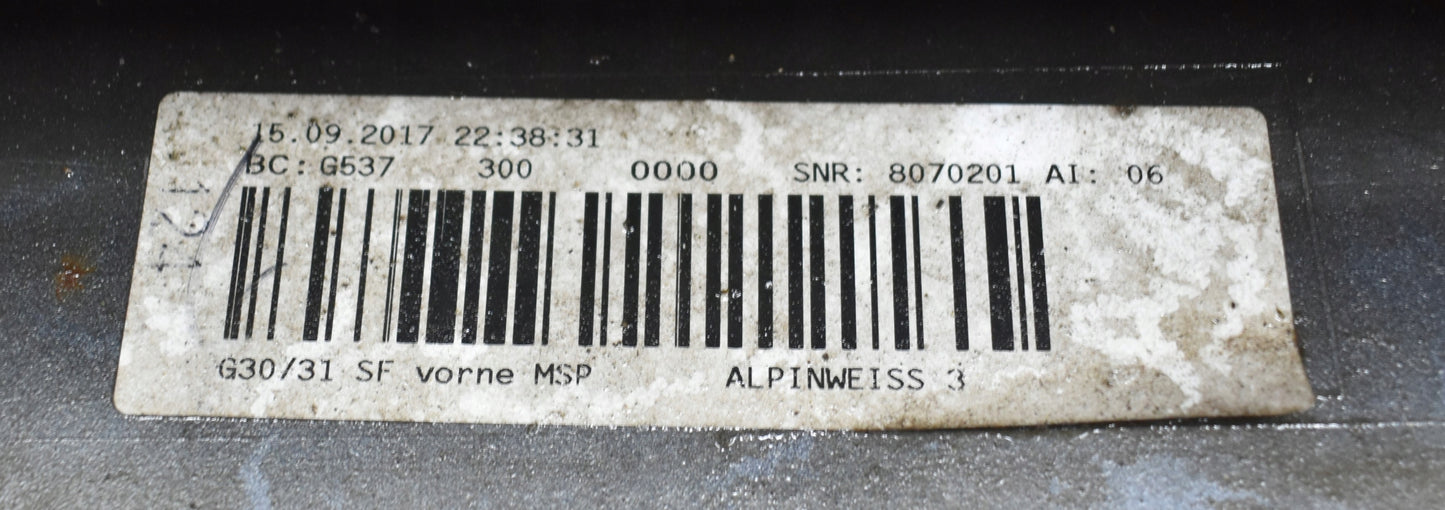 15.09.2017 22:38:31
BC: G537 300 0000 SNR: 8070201 AI: 06
G30/31 SF vorne MSP ALPINWEISS 3